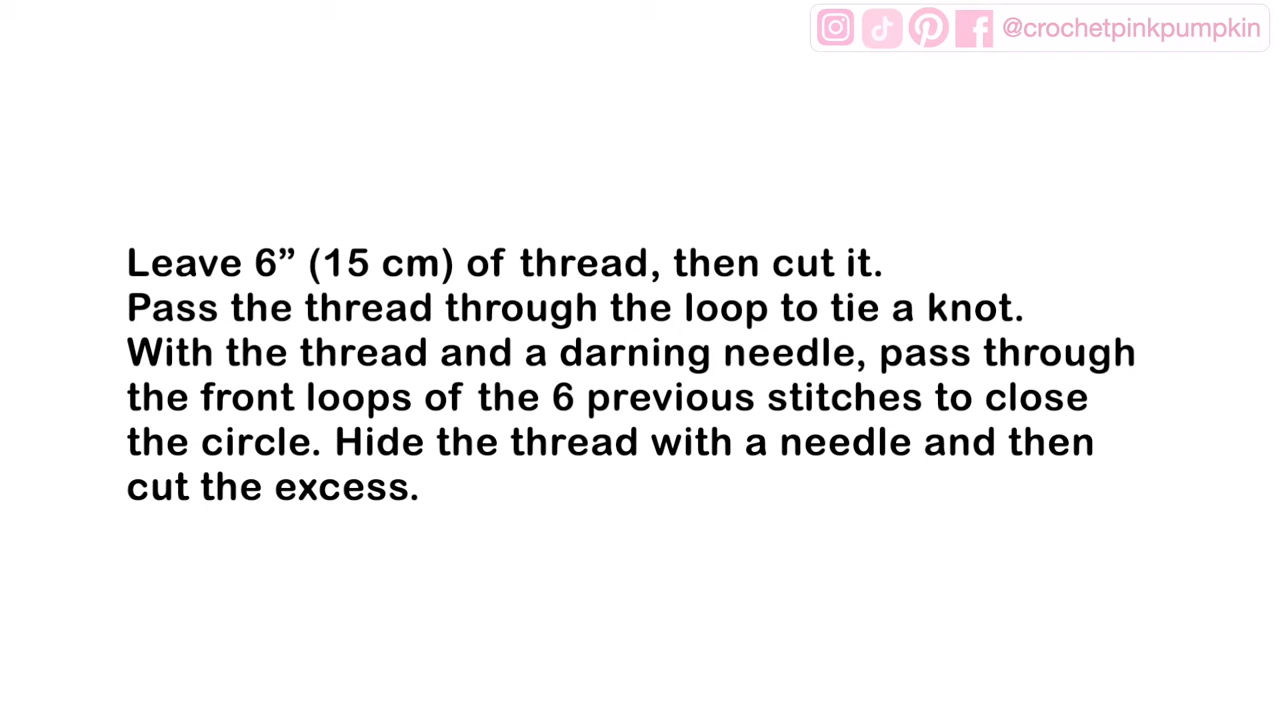 @crochetpinkpumpkin
Leave 6” (15 cm) of thread, then cut it.
Pass the thread through the loop to tie a knot.
With the thread and a darning needle, pass through
the front loops of the 6 previous stitches to close
the circle. Hide the thread with a needle and then
cut the excess.